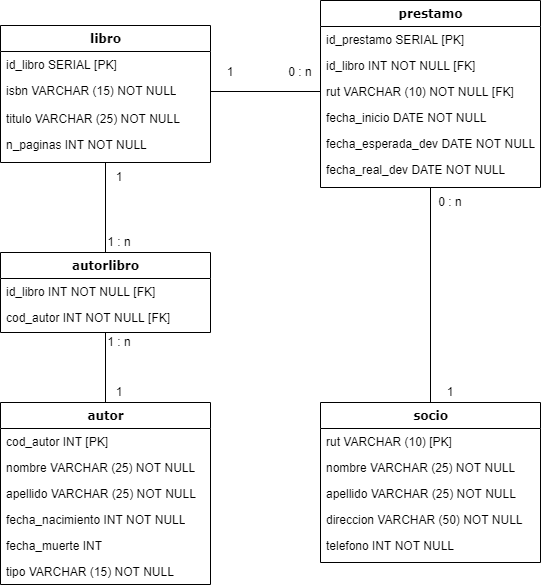 libro
id_libro SERIAL [PK]
isbn VARCHAR (15) NOT NULL
titulo VARCHAR (25) NOT NULL
n_paginas INT NOT NULL
1
0 : n
prestamo
id_prestamo SERIAL [PK]
id_libro INT NOT NULL [FK]
rut VARCHAR (10) NOT NULL [FK]
fecha_inicio DATE NOT NULL
fecha_esperada_dev DATE NOT NULL
fecha_real_dev DATE NOT NULL
1
1 : n
autorlibro
id_libro INT NOT NULL [FK]
cod_autor INT NOT NULL [FK]
1 : n
1
autor
cod_autor INT [PK]
nombre VARCHAR (25) NOT NULL
apellido VARCHAR (25) NOT NULL
fecha_nacimiento INT NOT NULL
fecha_muerte INT
tipo VARCHAR (15) NOT NULL
0 : n
1
socio
rut VARCHAR (10) [PK]
nombre VARCHAR (25) NOT NULL
apellido VARCHAR (25) NOT NULL
direccion VARCHAR (50) NOT NULL
telefono INT NOT NULL